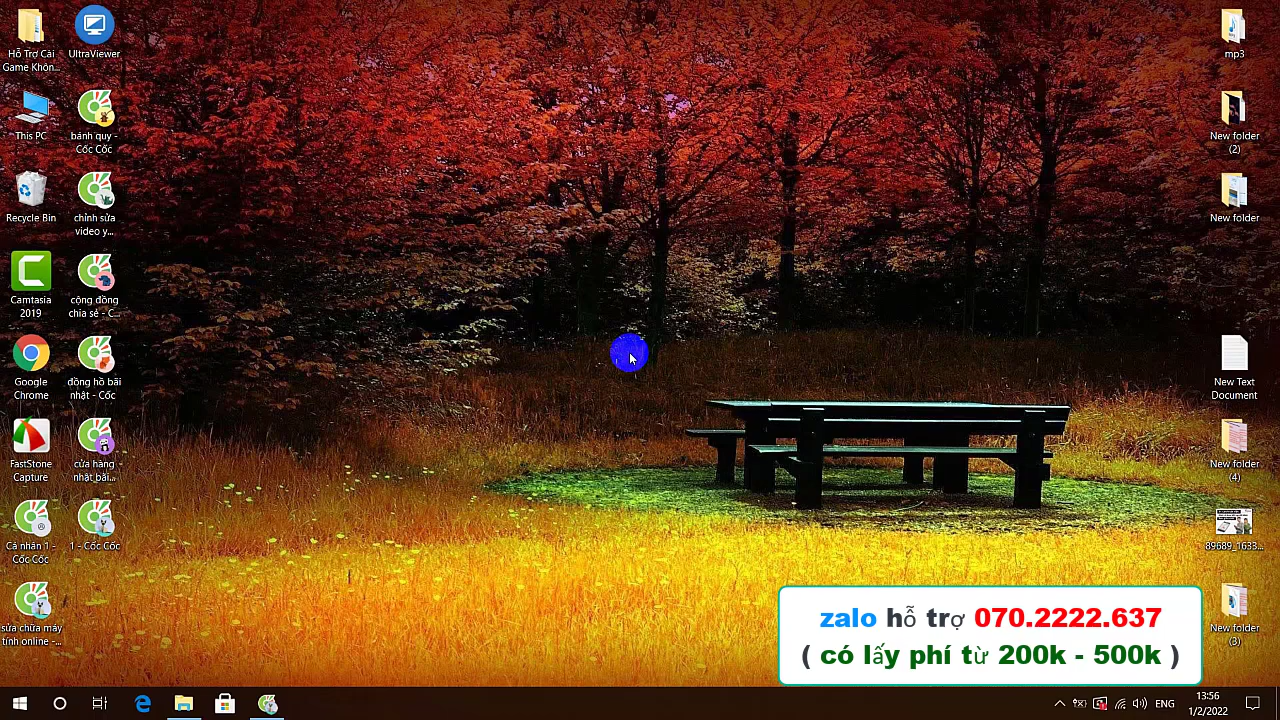 Hỗ Trợ Cài
Game Khôn...
UltraViewer
This PC
bánh quy -
Cốc Cốc
Recycle Bin
chỉnh sửa
video y...
Camtasia
2019
cộng đồng
chia sẻ - C...
Google
Chrome
đồng hồ bãi
nhật - Cốc
FastStone
Capture
cửa hàng
nhật bãi...
Cá nhân 1 -
Cốc Cốc
1 - Cốc Cốc
sửa chữa máy
tính online -...
mp3
New folder
(2)
New folder
New Text
Document
New folder
(4)
89689_1633...
New folder
(3)
zalo hỗ trợ 070.2222.637
( có lấy phí từ 200k - 500k )
ENG
13:56
1/2/2022